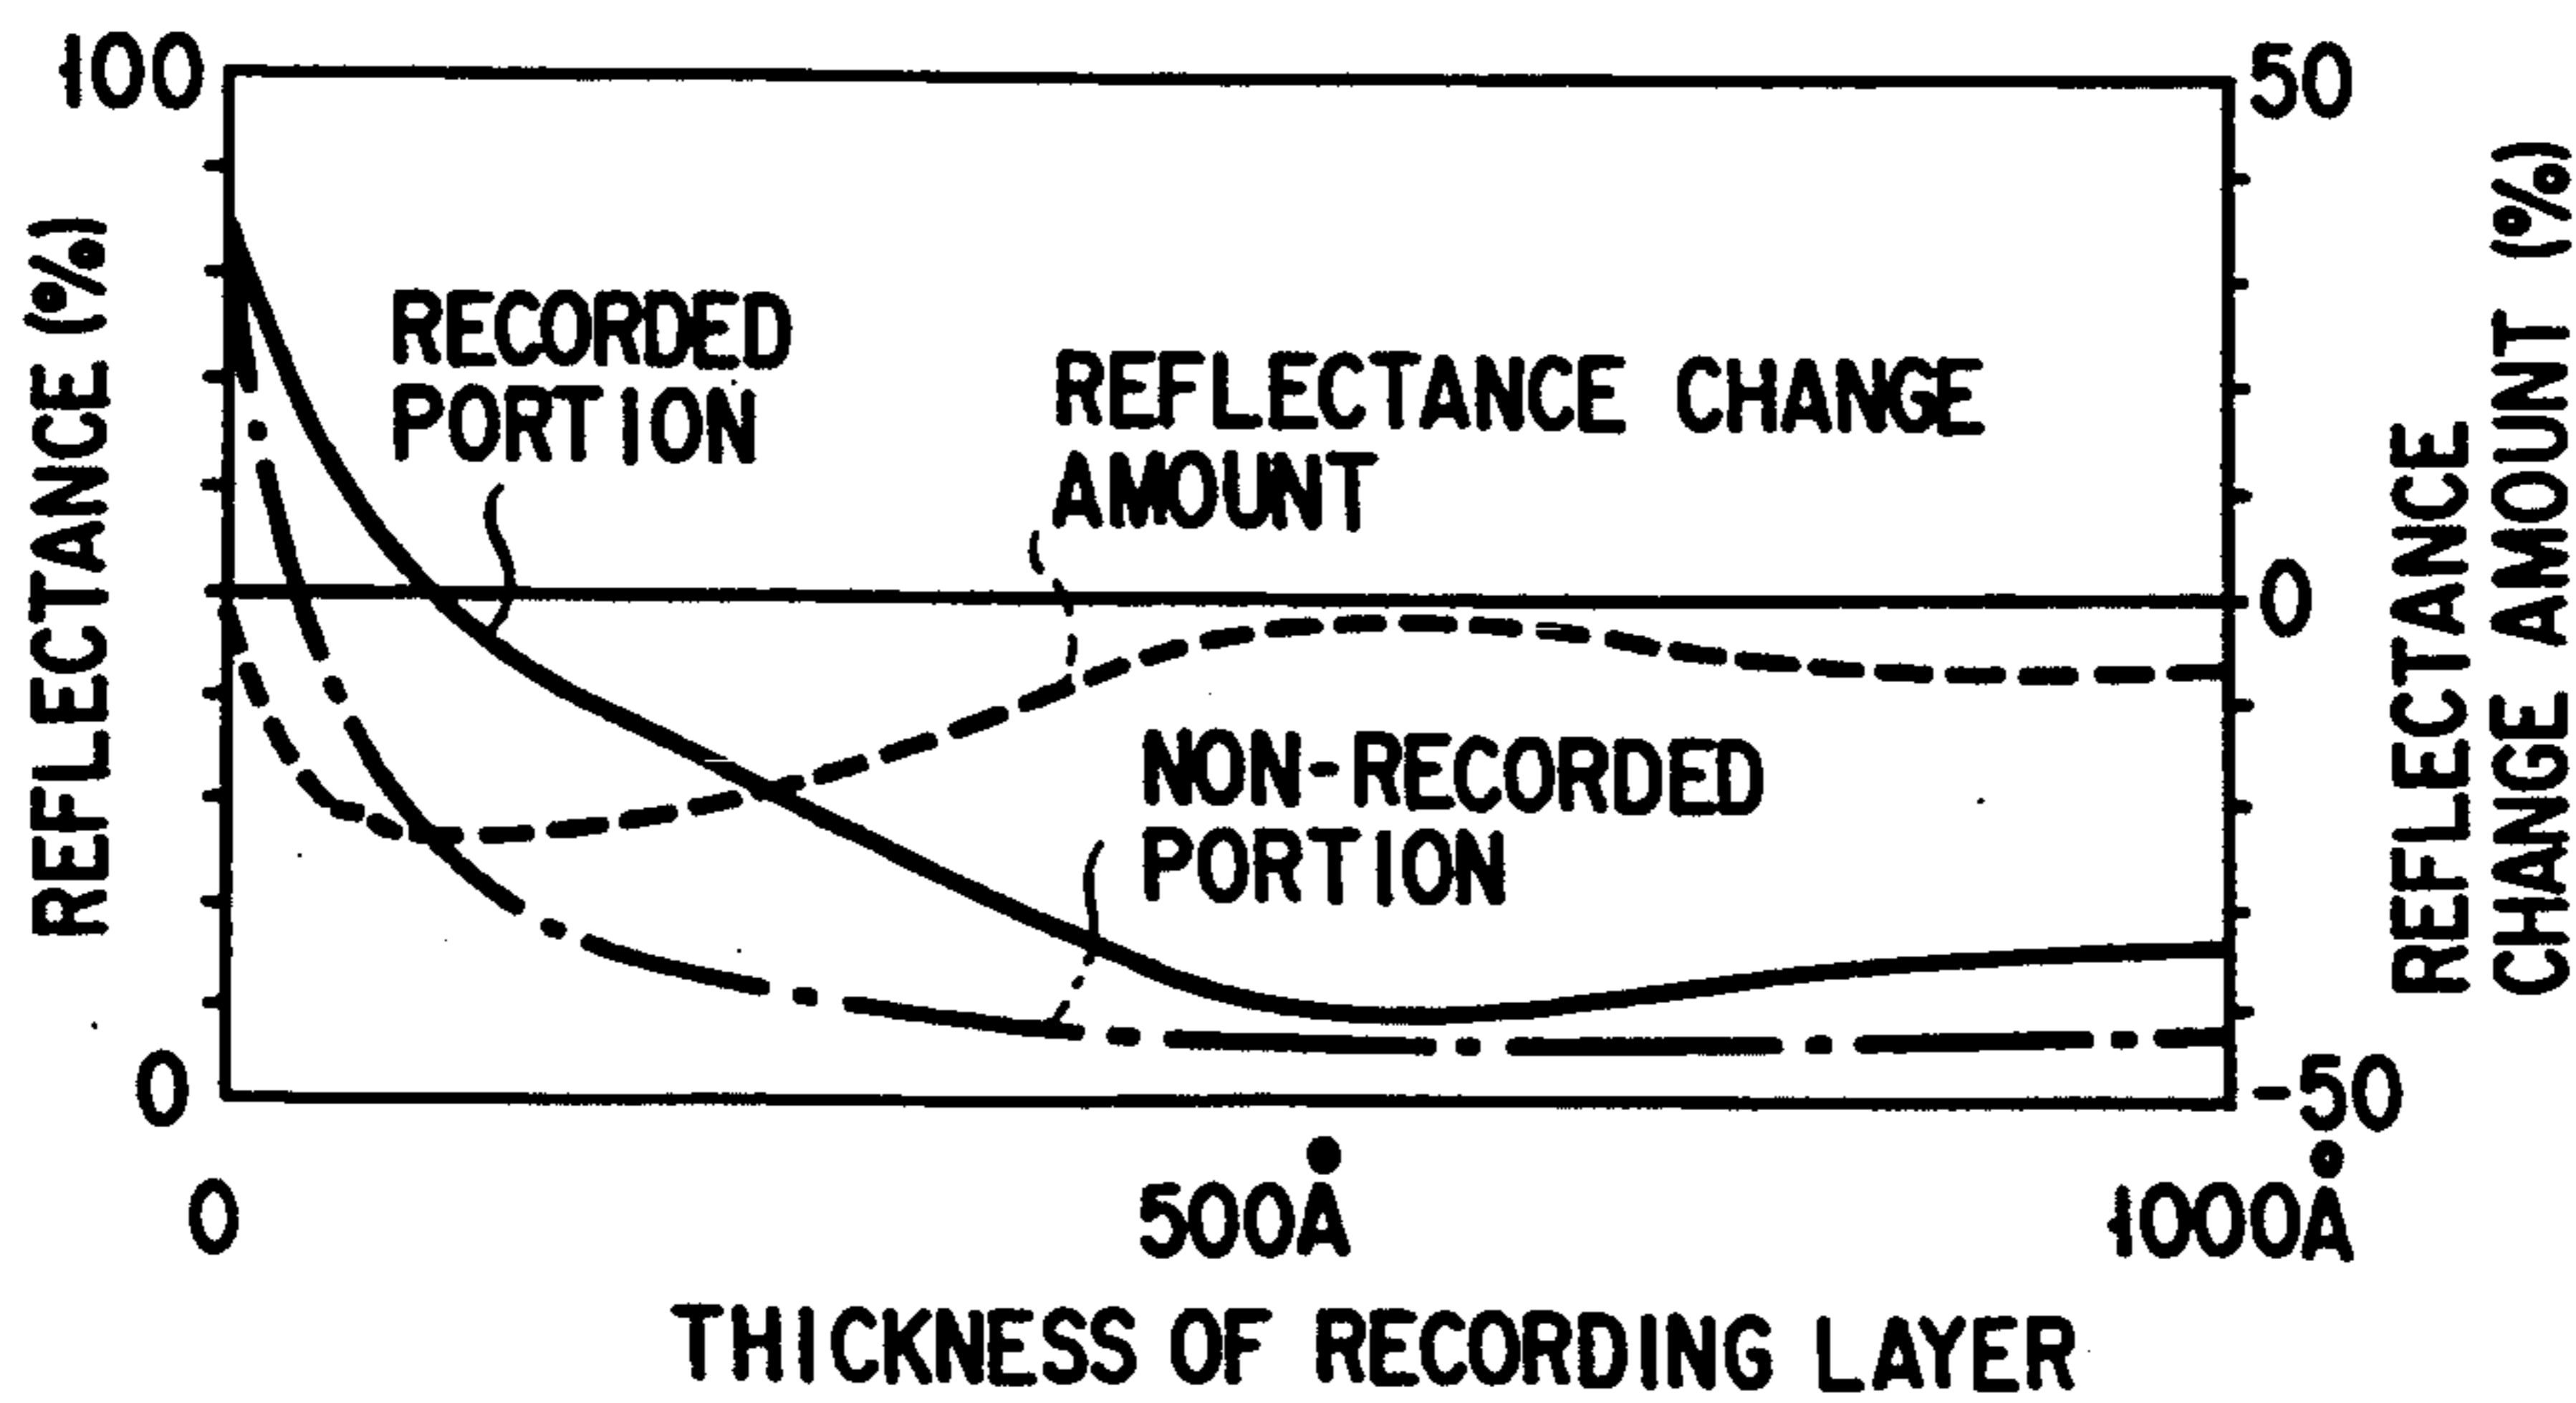 100
50
REFLECTANCE (%)
RECORDED
PORTION
REFLECTANCE CHANGE
AMOUNT
0
REFLECTANCE
CHANGE AMOUNT (%)
NON-RECORDED
PORTION
0
-50
0
500Å
1000Å
THICKNESS OF RECORDING LAYER